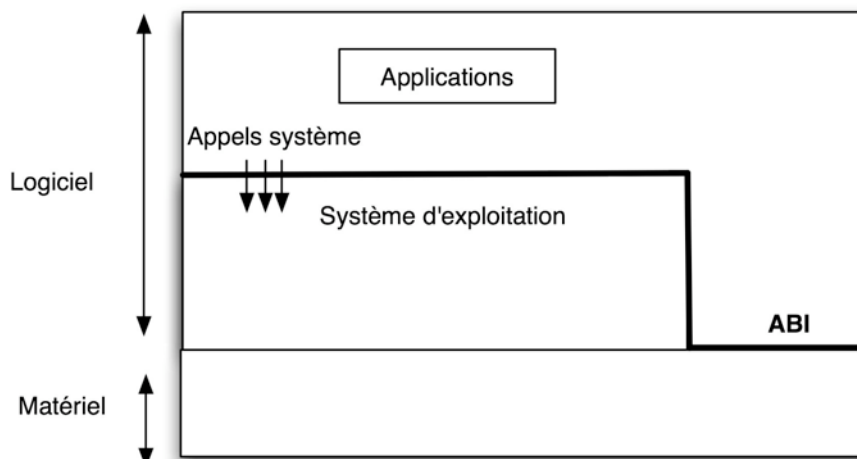 Applications
Appels système
Logiciel
Système d'exploitation
ABI
Matériel